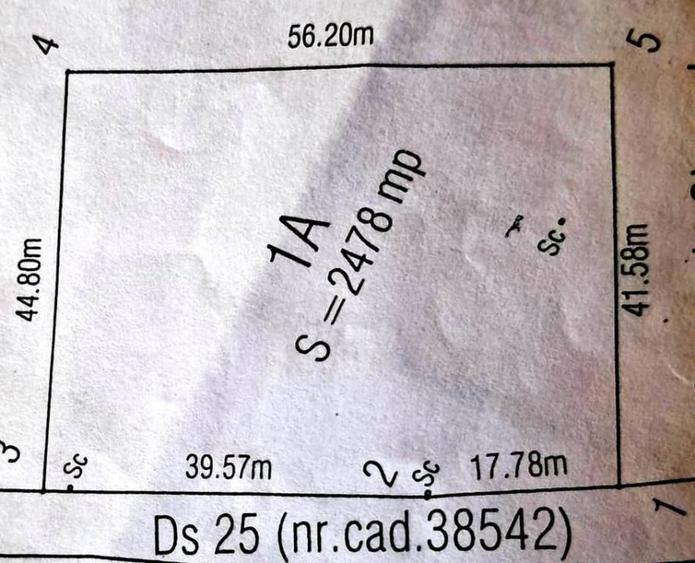 4
56.20m
5
1A
S =2478 mp
Sc.
44.80m
41.58m
3
.Sc
39.57m
2
.Sc
17.78m
1
Ds 25 (nr.cad.38542)